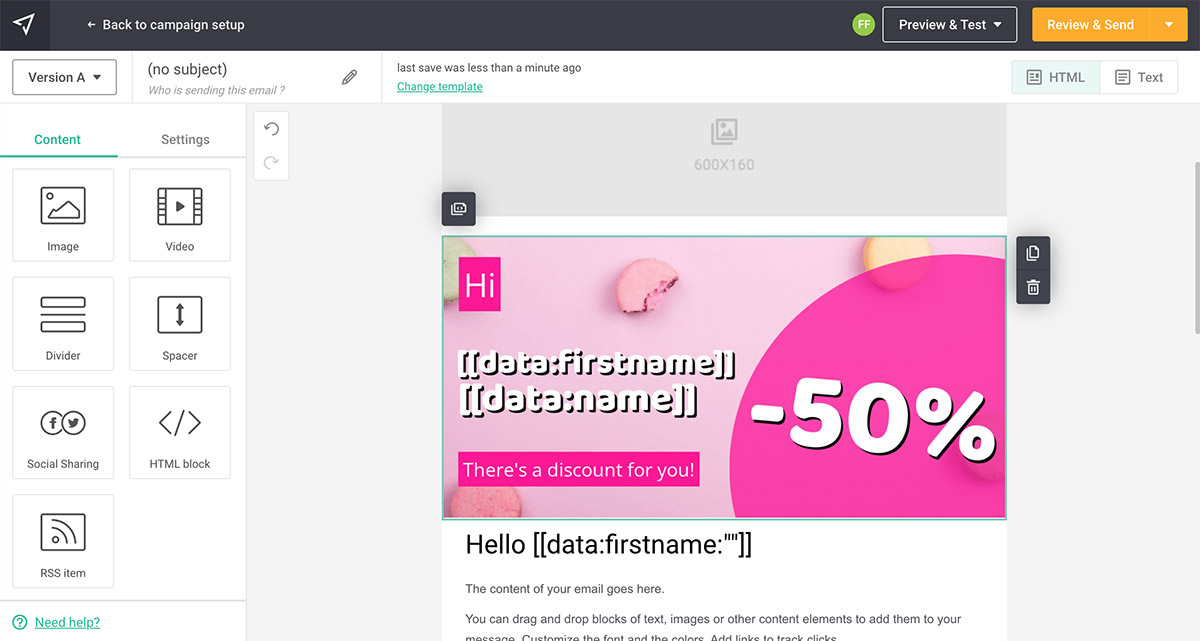 ← Back to campaign setup
FF
Preview & Test
Review & Send
Version A
(no subject)
Who is sending this email ?
last save was less than a minute ago
Change template
HTML
Text
Content
Settings
Image
Video
Divider
Spacer
Social Sharing
HTML block
RSS item
Need help?
600X160
Hi
[[data:firstname]]
[[data:name]]
-50%
There's a discount for you!
Hello [[data:firstname:""]]
The content of your email goes here.
You can drag and drop blocks of text, images or other content elements to add them to your
message. Customize the font and the colors. Add links to track clicks.